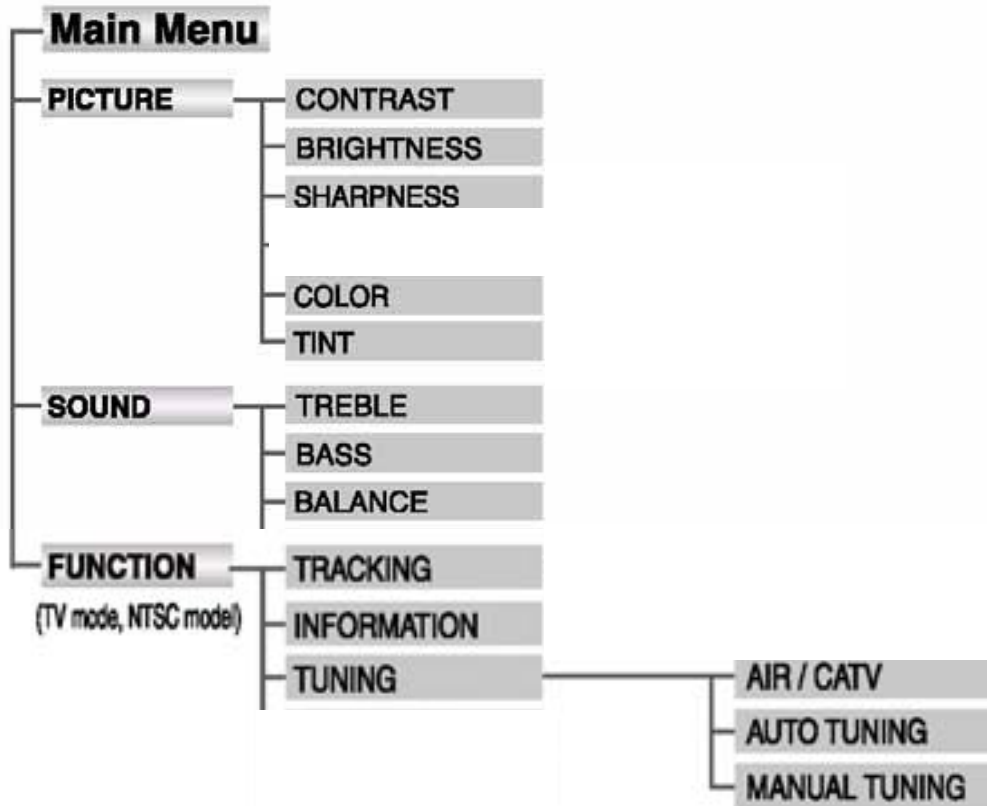 Main Menu
PICTURE
CONTRAST
BRIGHTNESS
SHARPNESS
COLOR
TINT
SOUND
TREBLE
BASS
BALANCE
FUNCTION
(TV mode, NTSC model)
TRACKING
INFORMATION
TUNING
AIR / CATV
AUTO TUNING
MANUAL TUNING